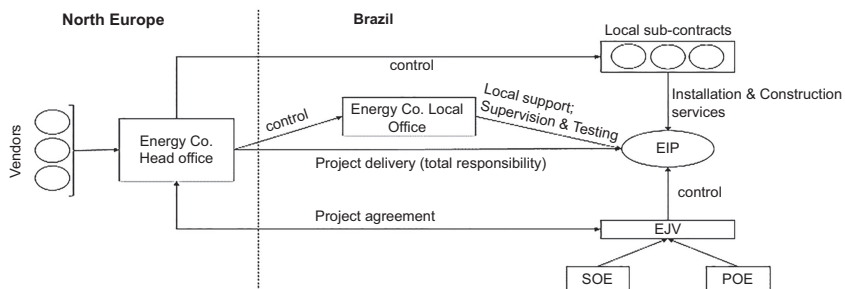 North Europe
Brazil
Local sub-contracts
control
Installation & Construction
services
Local support;
Supervision & Testing
Energy Co. Local
Office
control
Vendors
Energy Co.
Head office
EIP
Project delivery (total responsibility)
control
Project agreement
EJV
SOE
POE